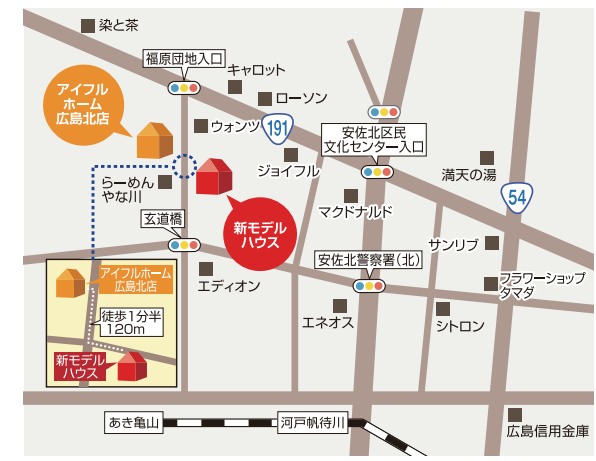 染と茶
福原団地入口
キャロット
アイフル
ホーム
広島北店
ローソン
ウォンツ
191
安佐北区民
文化センター入口
ジョイフル
満天の湯
らーめん
やな川
54
マクドナルド
玄道橋
新モデル
ハウス
サンリブ
安佐北警察署(北)
アイフルホーム
広島北店
エディオン
フラワーショップ
タマダ
徒歩1分半
120m
エネオス
シトロン
新モデル
ハウス
あき亀山
河戸帆待川
広島信用金庫